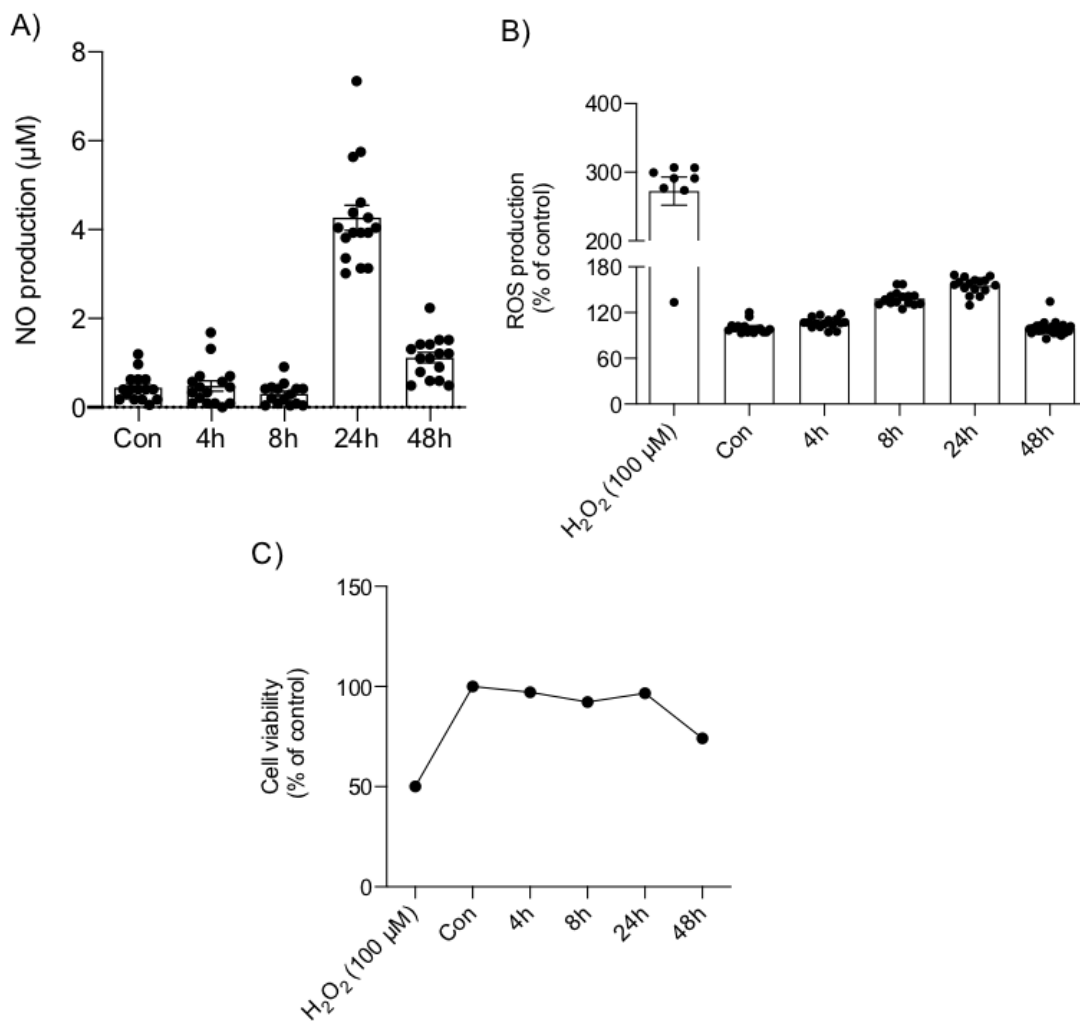 A)
NO production (µM)
8
6
4
2
0
Con 4h 8h 24h 48h
B)
ROS production
(% of control)
400
300
200
180
120
60
0
H₂O₂ (100 µM) Con 4h 8h 24h 48h
C)
Cell viability
(% of control)
150
100
50
0
H₂O₂ (100 µM) Con 4h 8h 24h 48h